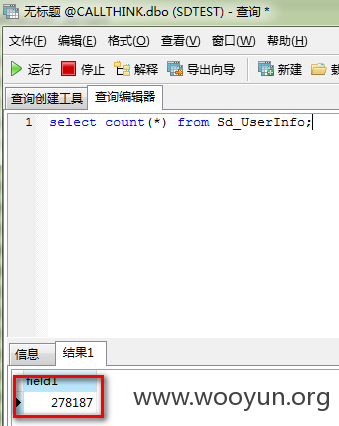 无标题 @CALLTHINK.dbo (SDTEST) - 查询 *
文件(F) 编辑(E) 格式(O) 查看(V) 窗口(W) 帮助(H)
运行 停止 解释 导出向导 新建
查询创建工具 查询编辑器
1 select count(*) from Sd_UserInfo;
信息 结果1
field1
278187
www.wooyun.org